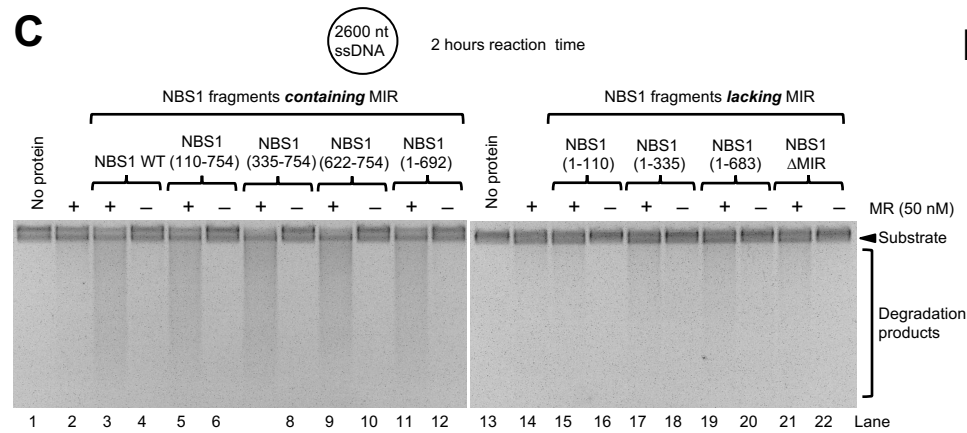 C
2600 nt
ssDNA
2 hours reaction time
NBS1 fragments containing MIR
No protein
NBS1 WT
NBS1
(110-754)
NBS1
(335-754)
NBS1
(622-754)
NBS1
(1-692)
+ + – + – + – + – + –
1 2 3 4 5 6 8 9 10 11 12
NBS1 fragments lacking MIR
No protein
NBS1
(1-110)
NBS1
(1-335)
NBS1
(1-683)
NBS1
ΔMIR
+ + – + – + – + – MR (50 nM)
Substrate
Degradation
products
13 14 15 16 17 18 19 20 21 22 Lane